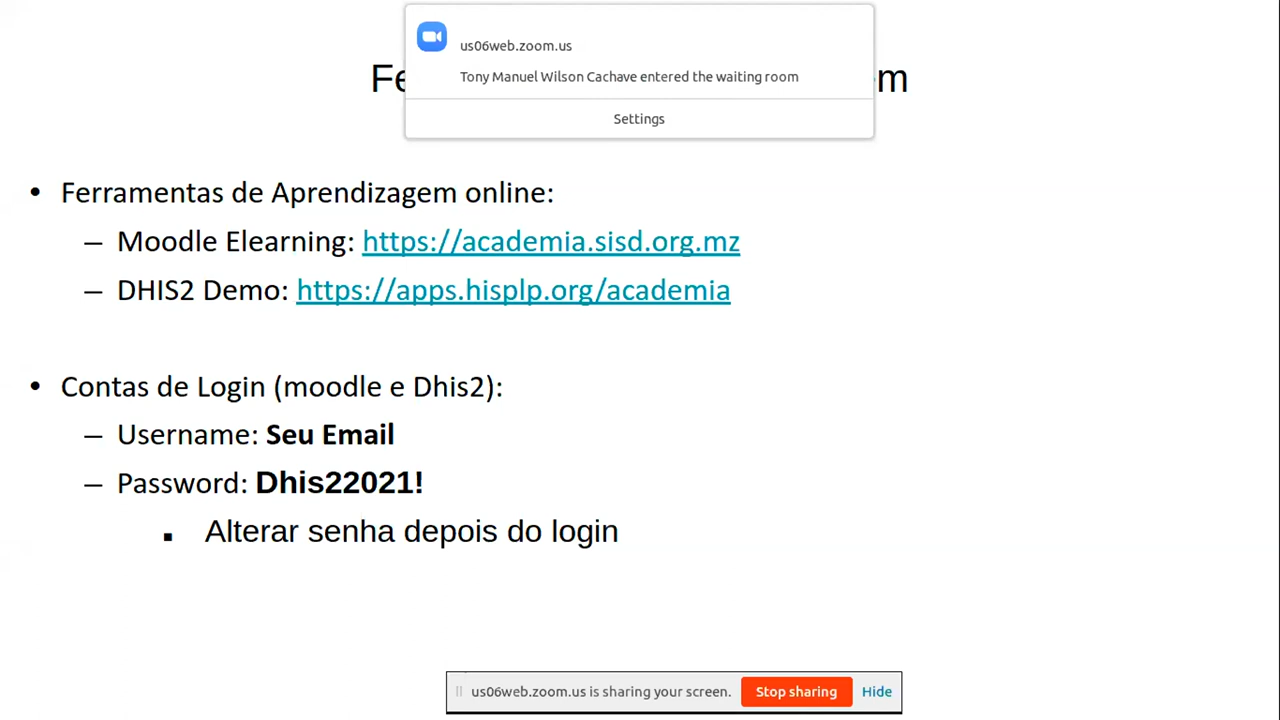 us06web.zoom.us
Tony Manuel Wilson Cachave entered the waiting room
Settings
• Ferramentas de Aprendizagem online:
– Moodle Elearning: https://academia.sisd.org.mz
– DHIS2 Demo: https://apps.hisplp.org/academia
• Contas de Login (moodle e Dhis2):
– Username: Seu Email
– Password: Dhis22021!
▪ Alterar senha depois do login
us06web.zoom.us is sharing your screen. Stop sharing Hide